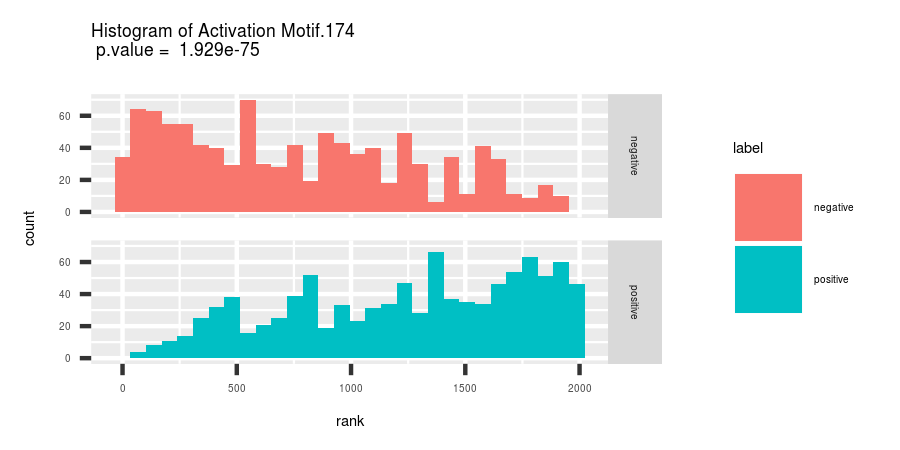 Histogram of Activation Motif.174
p.value = 1.929e-75
count
60
40
20
0
negative
60
40
20
0
positive
0 500 1000 1500 2000
rank
label
negative
positive